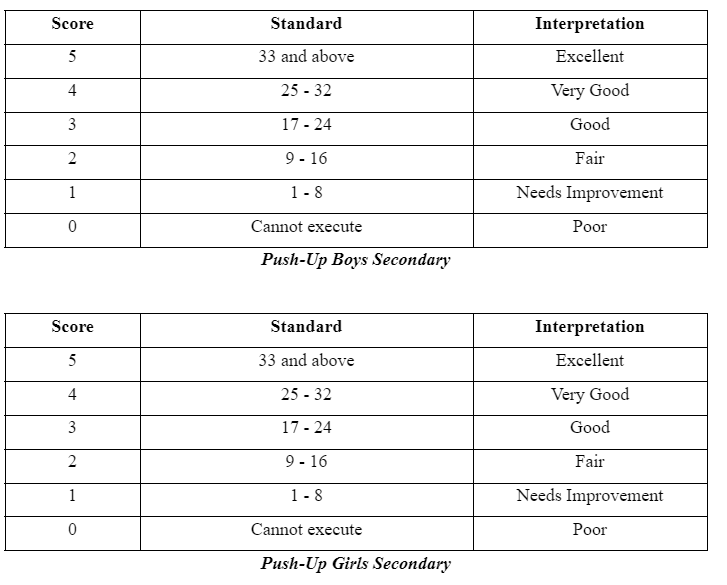 Score Standard Interpretation
5 33 and above Excellent
4 25 - 32 Very Good
3 17 - 24 Good
2 9 - 16 Fair
1 1 - 8 Needs Improvement
0 Cannot execute Poor
Push-Up Boys Secondary
Score Standard Interpretation
5 33 and above Excellent
4 25 - 32 Very Good
3 17 - 24 Good
2 9 - 16 Fair
1 1 - 8 Needs Improvement
0 Cannot execute Poor
Push-Up Girls Secondary